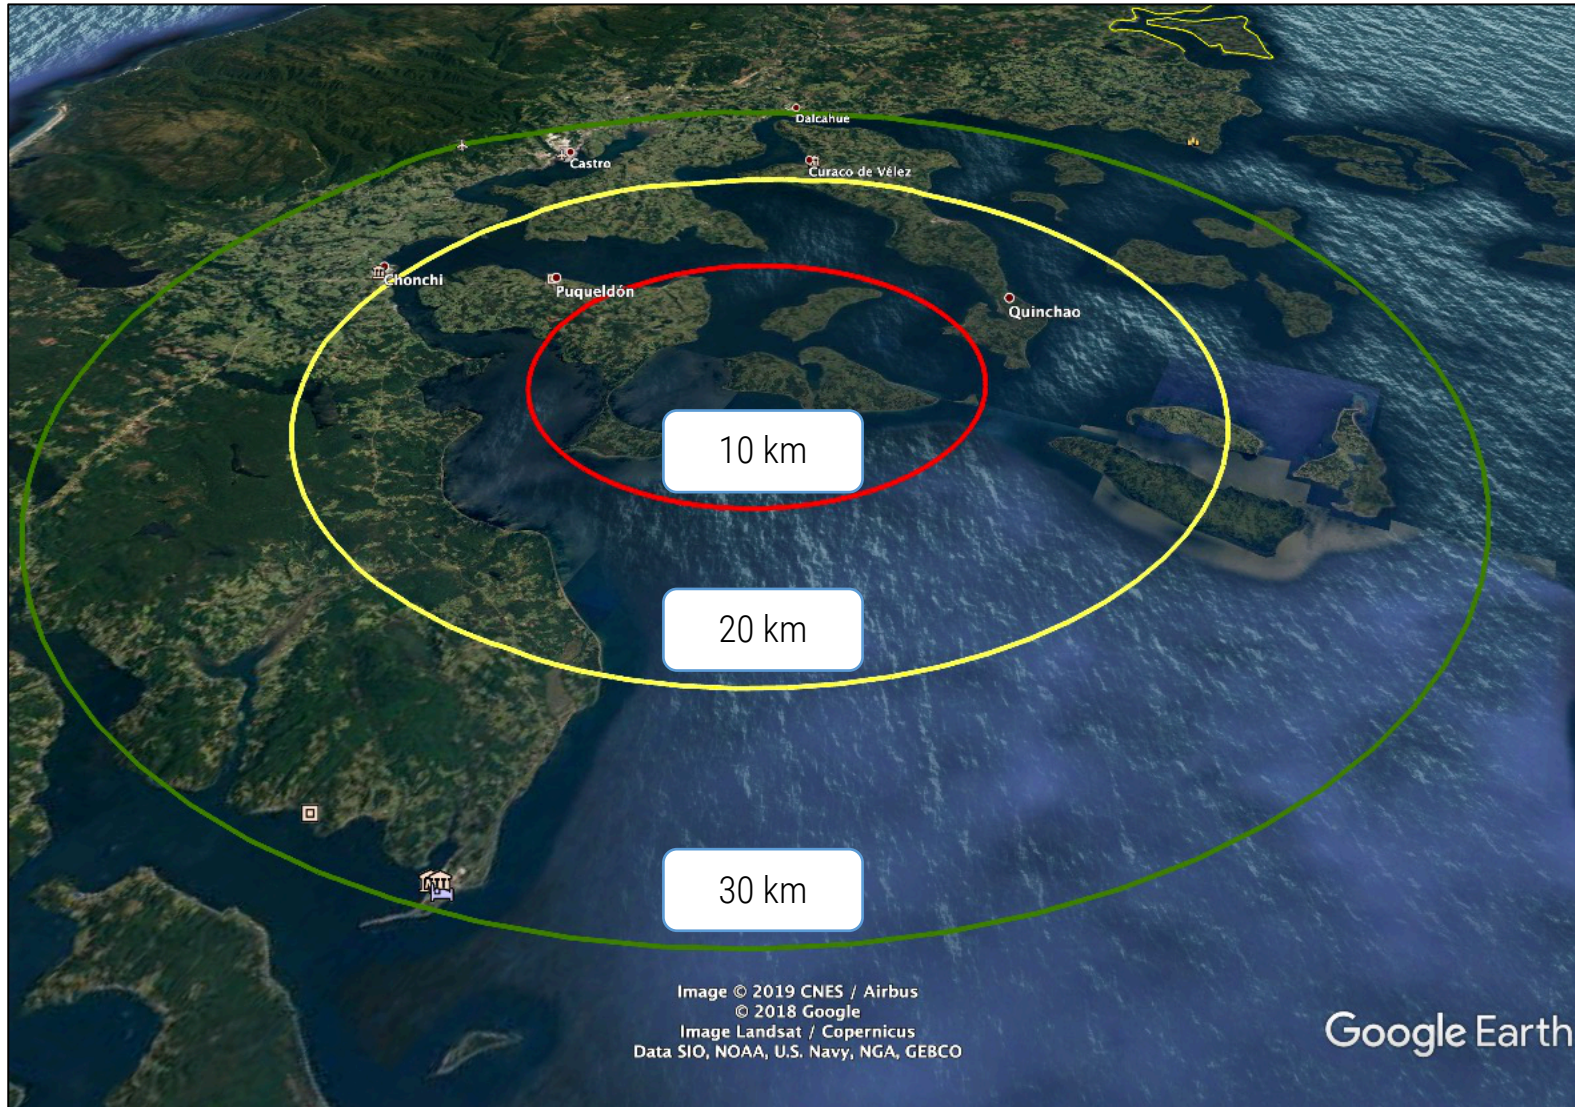 Dalcahue
Castro
Curaco de Vélez
Chonchi
Puqueldón
Quinchao
10 km
20 km
30 km
Image © 2019 CNES / Airbus
© 2018 Google
Image Landsat / Copernicus
Data SIO, NOAA, U.S. Navy, NGA, GEBCO
Google Earth